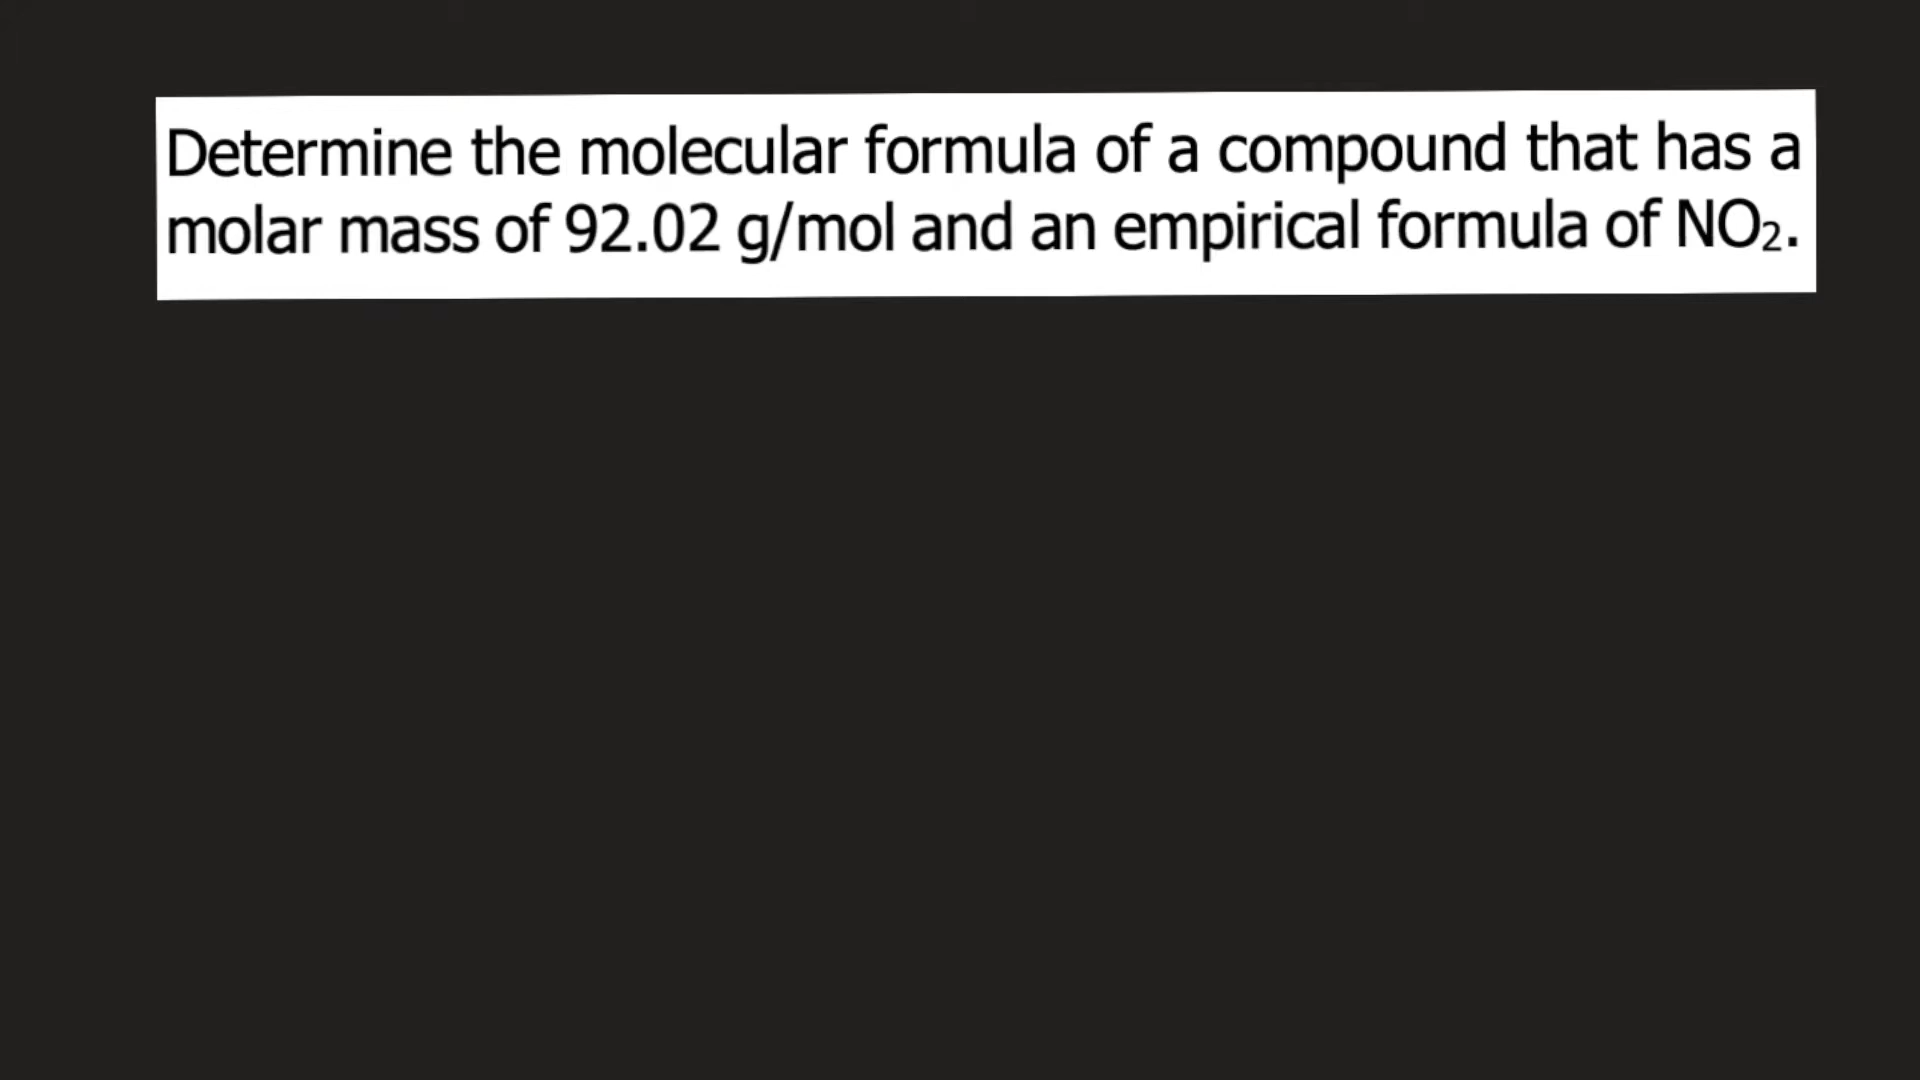 Determine the molecular formula of a compound that has a
molar mass of 92.02 g/mol and an empirical formula of NO₂.